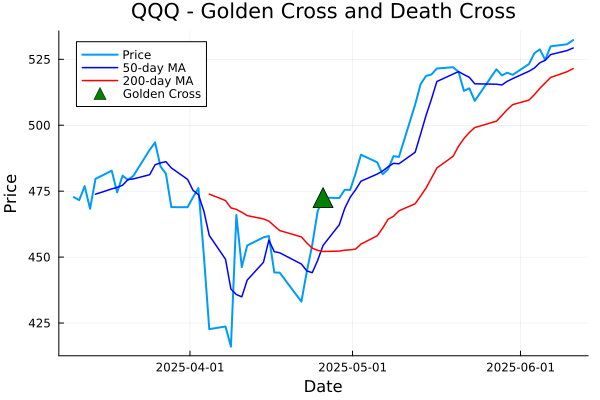 QQQ - Golden Cross and Death Cross
Price
50-day MA
200-day MA
Golden Cross
525
500
475
450
425
Price
2025-04-01
2025-05-01
2025-06-01
Date